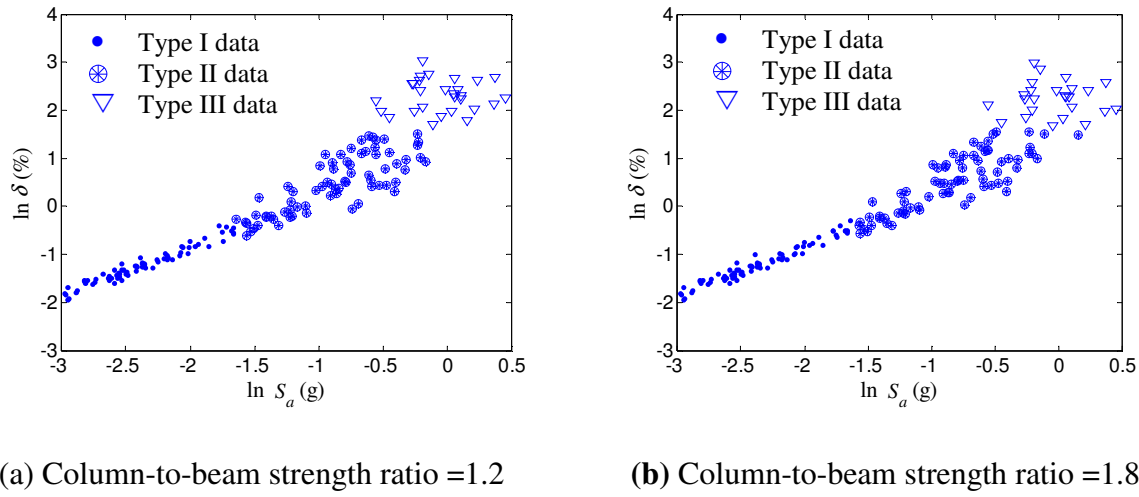 4
3
2
1
0
-1
-2
-3
ln δ (%)
Type I data
Type II data
Type III data
-3 -2.5 -2 -1.5 -1 -0.5 0 0.5
ln S_a (g)
(a) Column-to-beam strength ratio =1.2
4
3
2
1
0
-1
-2
-3
ln δ (%)
Type I data
Type II data
Type III data
-3 -2.5 -2 -1.5 -1 -0.5 0 0.5
ln S_a (g)
(b) Column-to-beam strength ratio =1.8